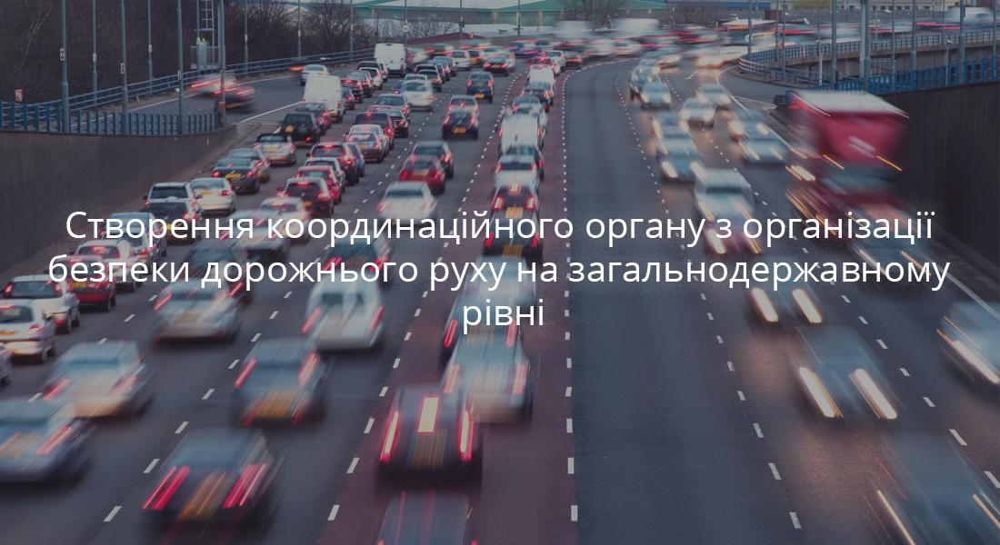 Створення координаційного органу з організації
безпеки дорожнього руху на загальнодержавному
рівні